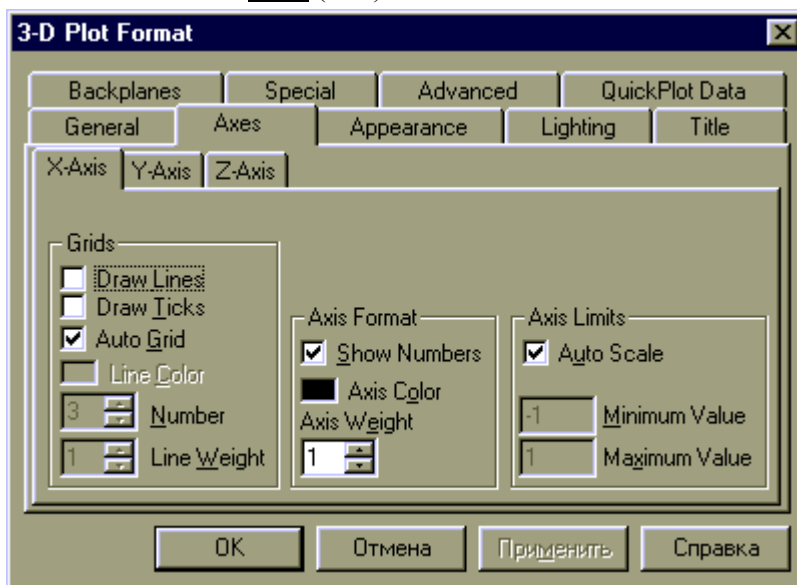 3-D Plot Format
Backplanes Special Advanced QuickPlot Data
General Axes Appearance Lighting Title
X-Axis Y-Axis Z-Axis
Grids
Draw Lines
Draw Ticks
Auto Grid
Line Color
3 Number
1 Line Weight
Axis Format
Show Numbers
Axis Color
Axis Weight
1
Axis Limits
Auto Scale
-1 Minimum Value
1 Maximum Value
OK Отмена Применить Справка